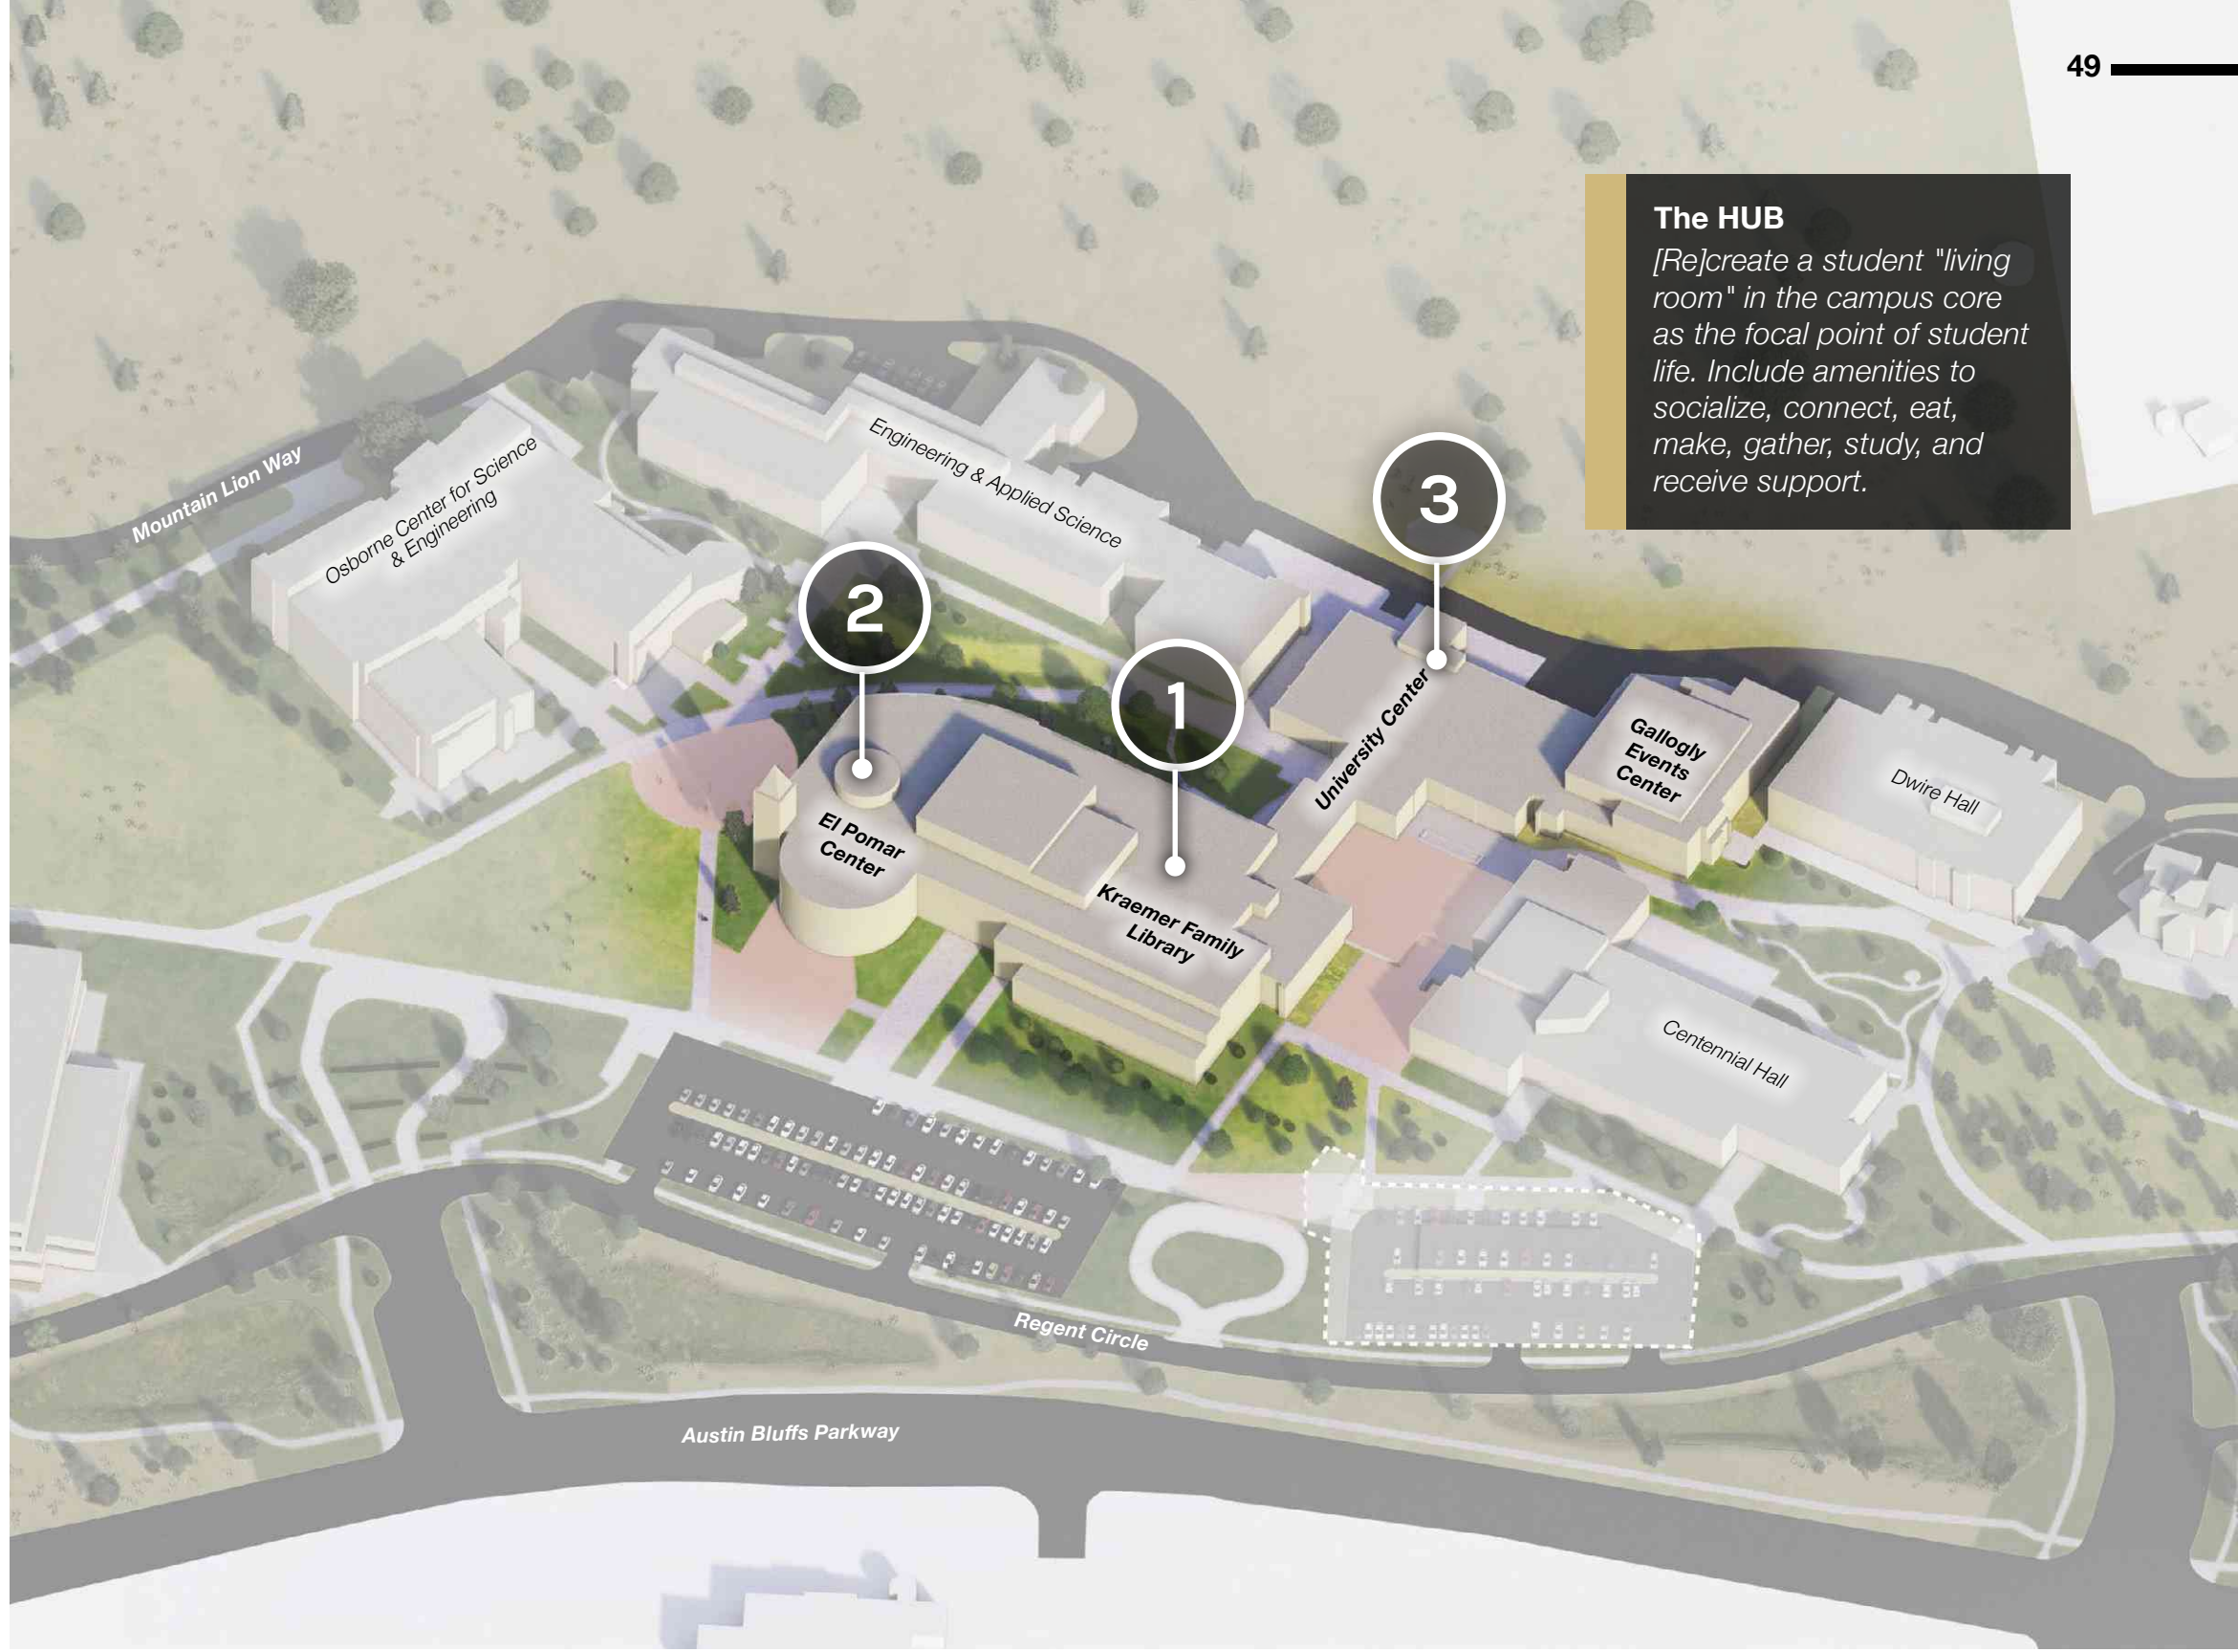 49
The HUB
[Re]create a student "living
room" in the campus core
as the focal point of student
life. Include amenities to
socialize, connect, eat,
make, gather, study, and
receive support.
Mountain Lion Way
Osborne Center for Science
& Engineering
Engineering & Applied Science
3
2
1
University Center
Gallogly
Events
Center
Dwire Hall
El Pomar
Center
Kraemer Family
Library
Centennial Hall
Regent Circle
Austin Bluffs Parkway